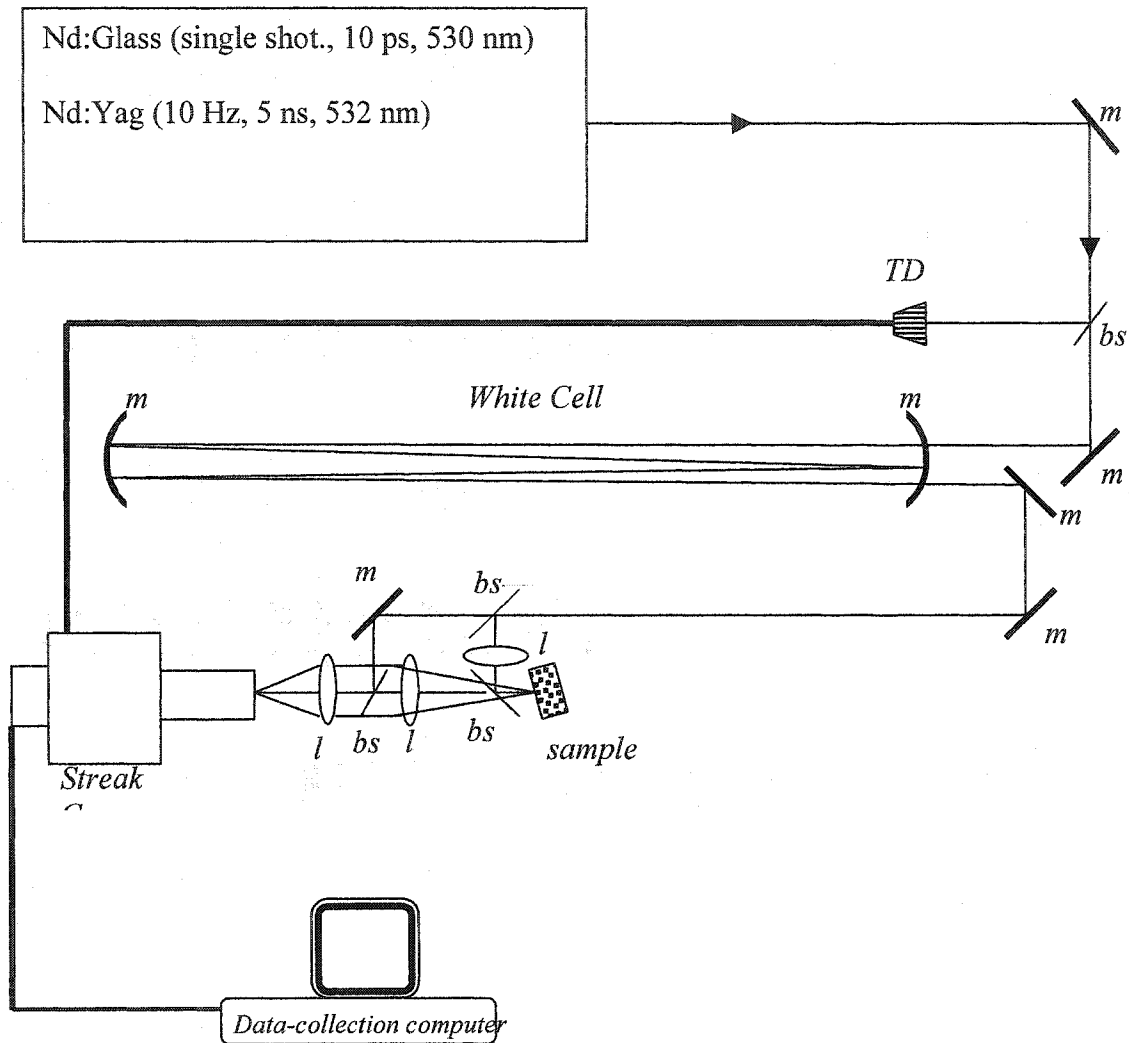 Nd:Glass (single shot., 10 ps, 530 nm)
Nd:Yag (10 Hz, 5 ns, 532 nm)
m
TD
bs
m
White Cell
m
m
m
m
bs
m
l
l
bs
l
bs
sample
Streak
Data-collection computer